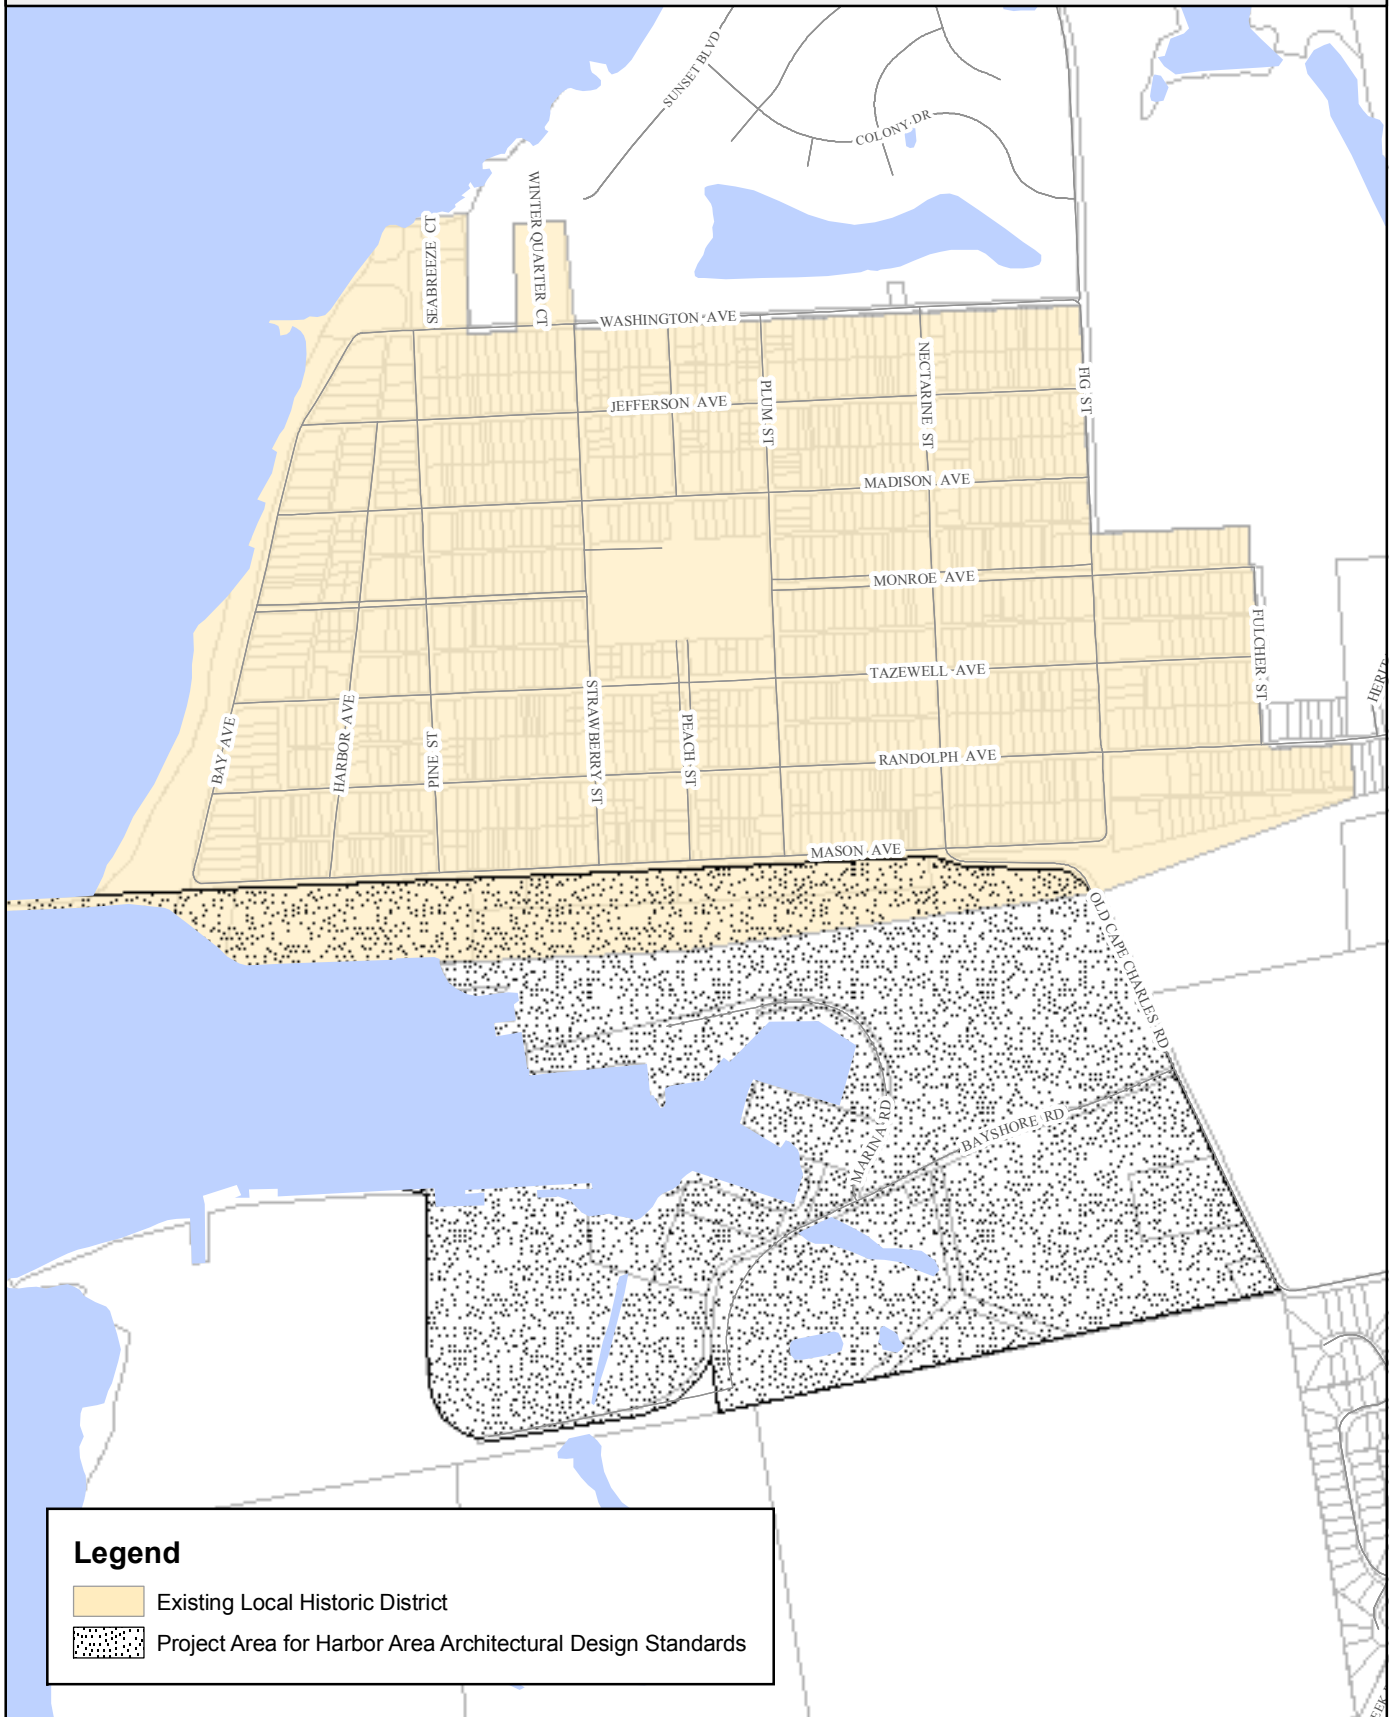 SUNSET BLVD
COLONY DR
WINTER QUARTER CT
SEABREEZE CT
WASHINGTON AVE
JEFFERSON AVE
PLUM ST
NECTARINE ST
FIG ST
MADISON AVE
MONROE AVE
FULCHER ST
TAZEWELL AVE
STRAWBERRY ST
PEACH ST
HARBOR AVE
BAY AVE
PINE ST
RANDOLPH AVE
MASON AVE
OLD CAPE CHARLES RD
MARINA RD
BAYSHORE RD
Legend
Existing Local Historic District
Project Area for Harbor Area Architectural Design Standards